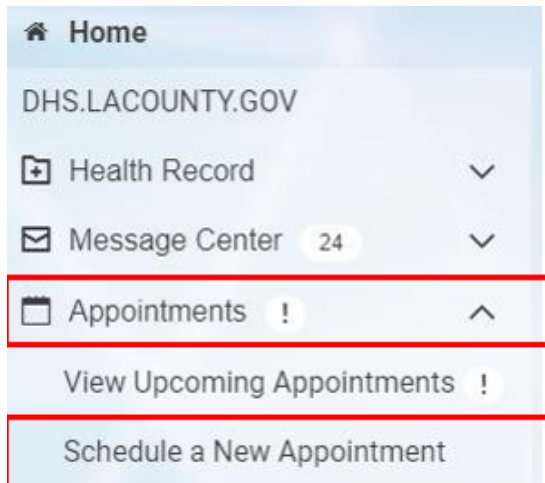 Home
DHS.LACOUNTY.GOV
Health Record
Message Center 24
Appointments !
View Upcoming Appointments !
Schedule a New Appointment